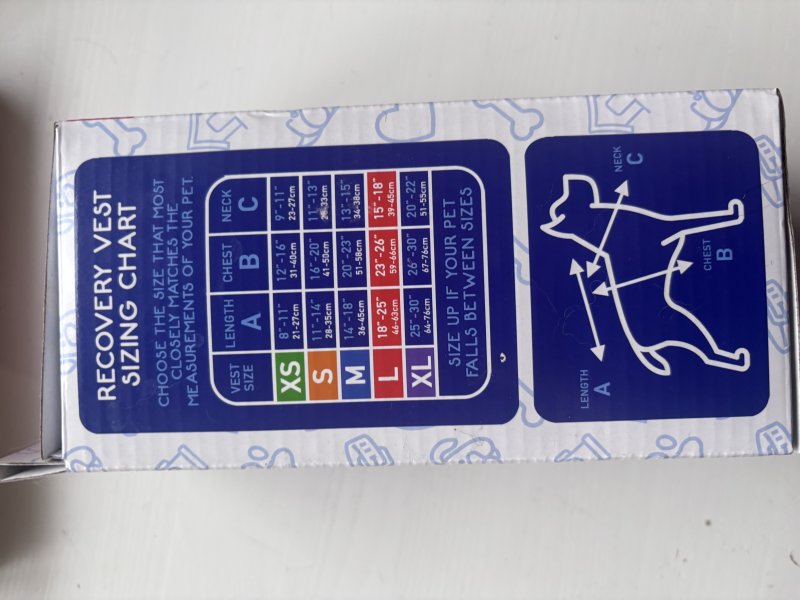 RECOVERY VEST
SIZING CHART
CHOOSE THE SIZE THAT MOST
CLOSELY MATCHES THE
MEASUREMENTS OF YOUR PET.
VEST SIZE LENGTH A CHEST B NECK C
XS 8"-11" 21-27cm 12"-16" 31-40cm 9"-11" 23-27cm
S 11"-14" 28-35cm 16"-20" 41-50cm 11"-13" 28-33cm
M 14"-18" 36-45cm 20"-23" 51-58cm 13"-15" 34-38cm
L 18"-25" 46-63cm 23"-26" 59-66cm 15"-18" 39-45cm
XL 25"-30" 64-76cm 26"-30" 67-76cm 20"-22" 51-55cm
SIZE UP IF YOUR PET
FALLS BETWEEN SIZES
LENGTH
A
CHEST
B
NECK
C